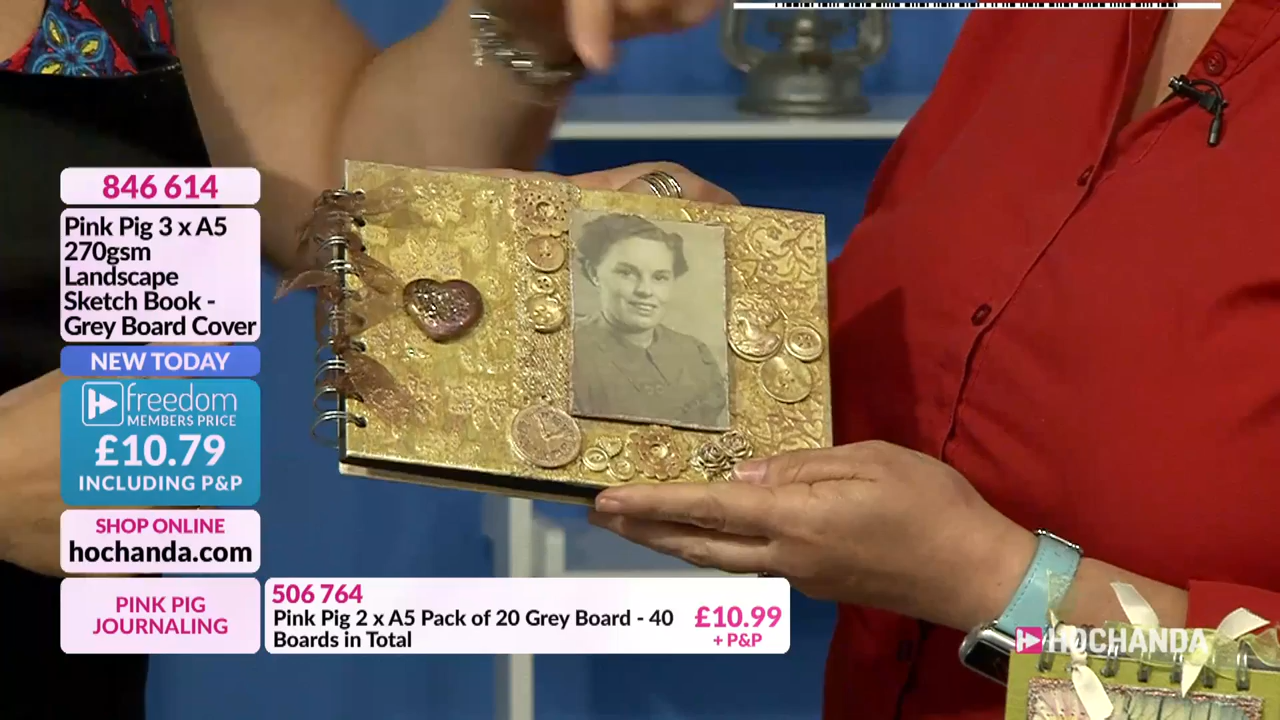 846 614
Pink Pig 3 x A5
270gsm
Landscape
Sketch Book -
Grey Board Cover
NEW TODAY
freedom
MEMBERS PRICE
£10.79
INCLUDING P&P
SHOP ONLINE
hochanda.com
PINK PIG
JOURNALING
506 764
Pink Pig 2 x A5 Pack of 20 Grey Board - 40
Boards in Total
£10.99
+ P&P
HOCHANDA